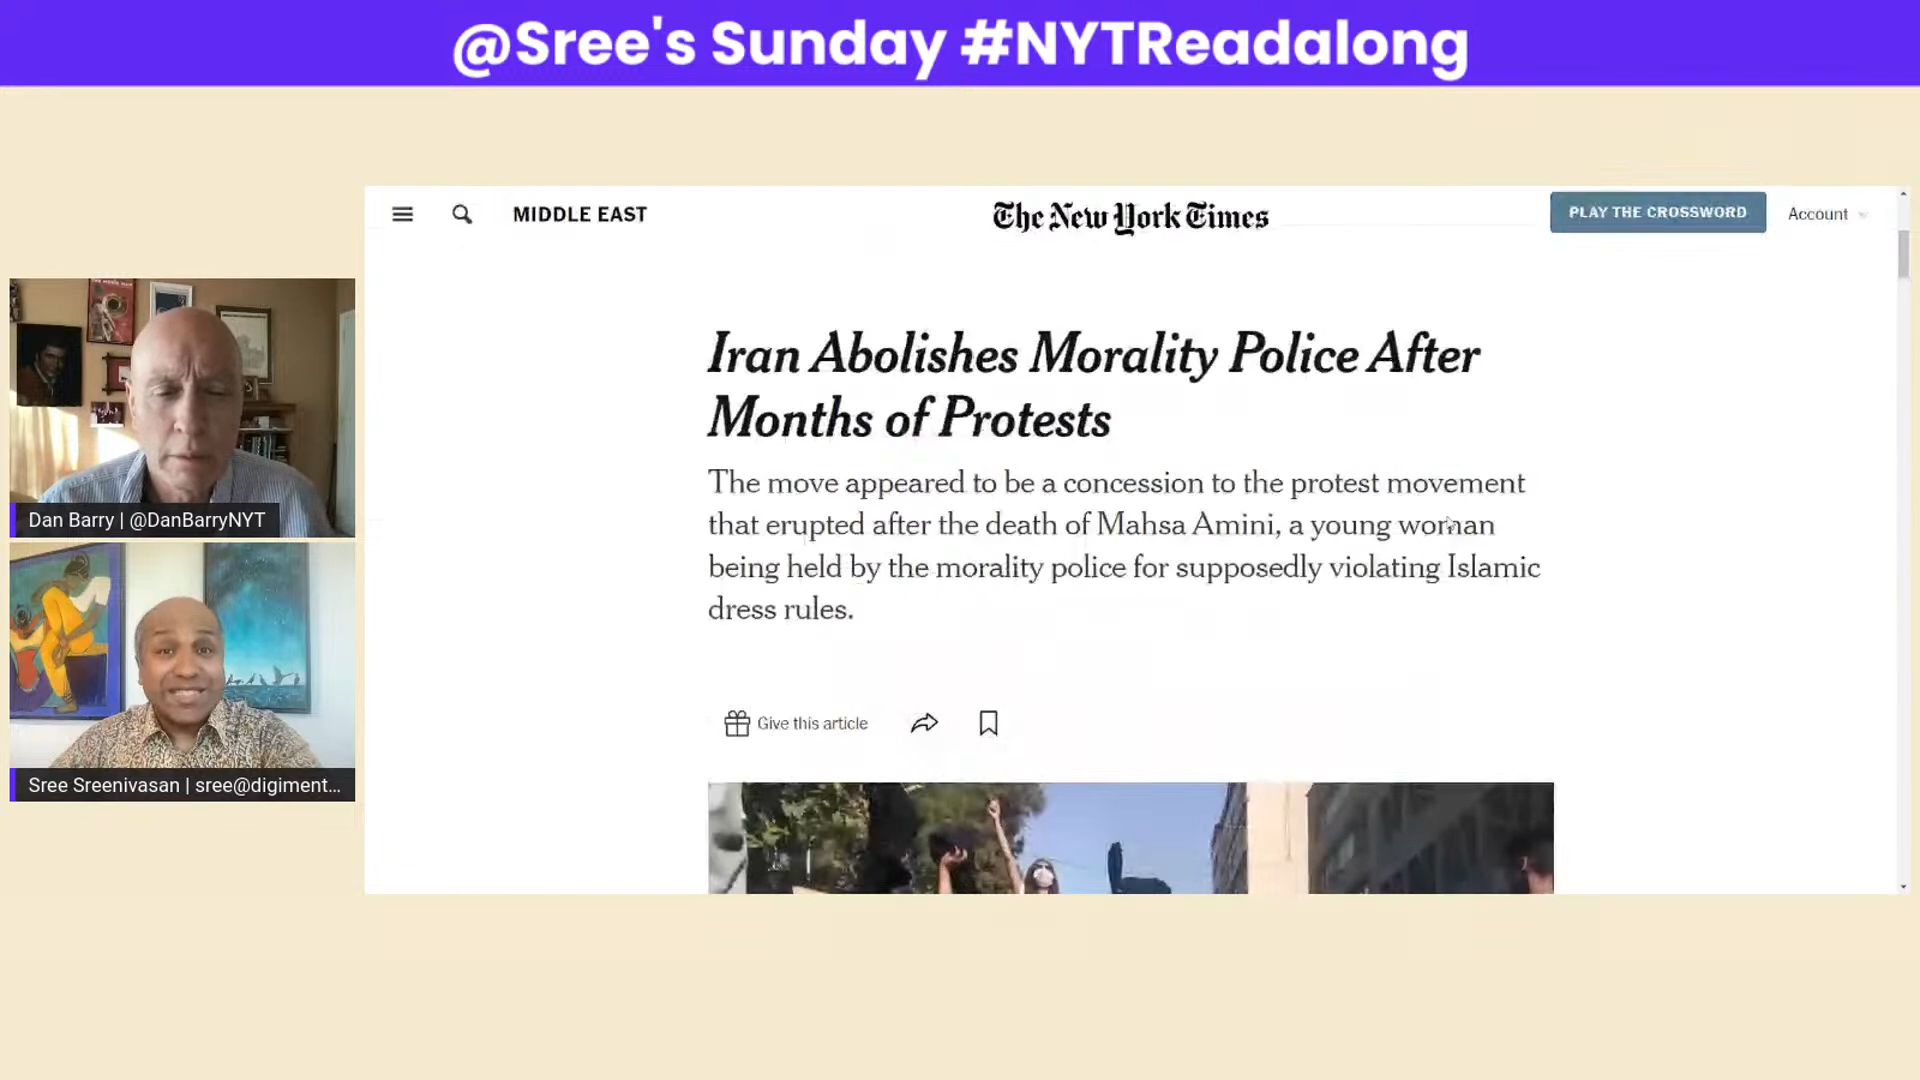 @Sree's Sunday #NYTReadalong
MIDDLE EAST
The New York Times
PLAY THE CROSSWORD
Account
Iran Abolishes Morality Police After
Months of Protests
The move appeared to be a concession to the protest movement
that erupted after the death of Mahsa Amini, a young woman
being held by the morality police for supposedly violating Islamic
dress rules.
Give this article
Dan Barry | @DanBarryNYT
Sree Sreenivasan | sree@digiment...